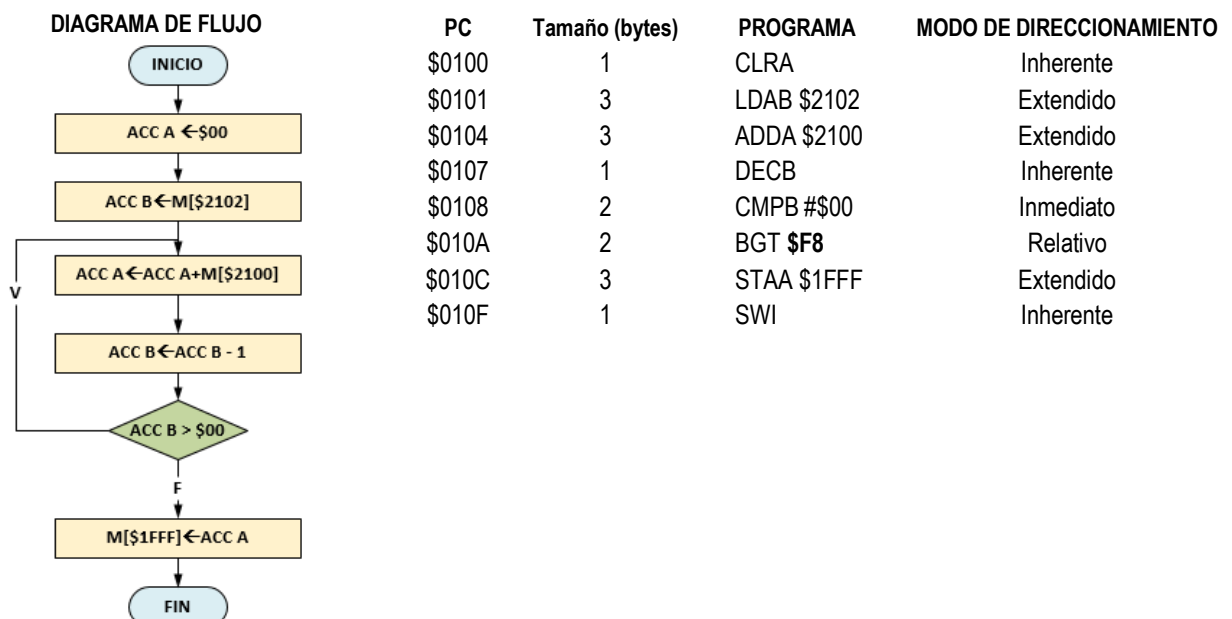 DIAGRAMA DE FLUJO
INICIO
ACC A ←$00
ACC B←M[$2102]
ACC A←ACC A+M[$2100]
V
ACC B←ACC B - 1
ACC B > $00
F
M[$1FFF]←ACC A
FIN
PC Tamaño (bytes) PROGRAMA MODO DE DIRECCIONAMIENTO
$0100 1 CLRA Inherente
$0101 3 LDAB $2102 Extendido
$0104 3 ADDA $2100 Extendido
$0107 1 DECB Inherente
$0108 2 CMPB #$00 Inmediato
$010A 2 BGT $F8 Relativo
$010C 3 STAA $1FFF Extendido
$010F 1 SWI Inherente